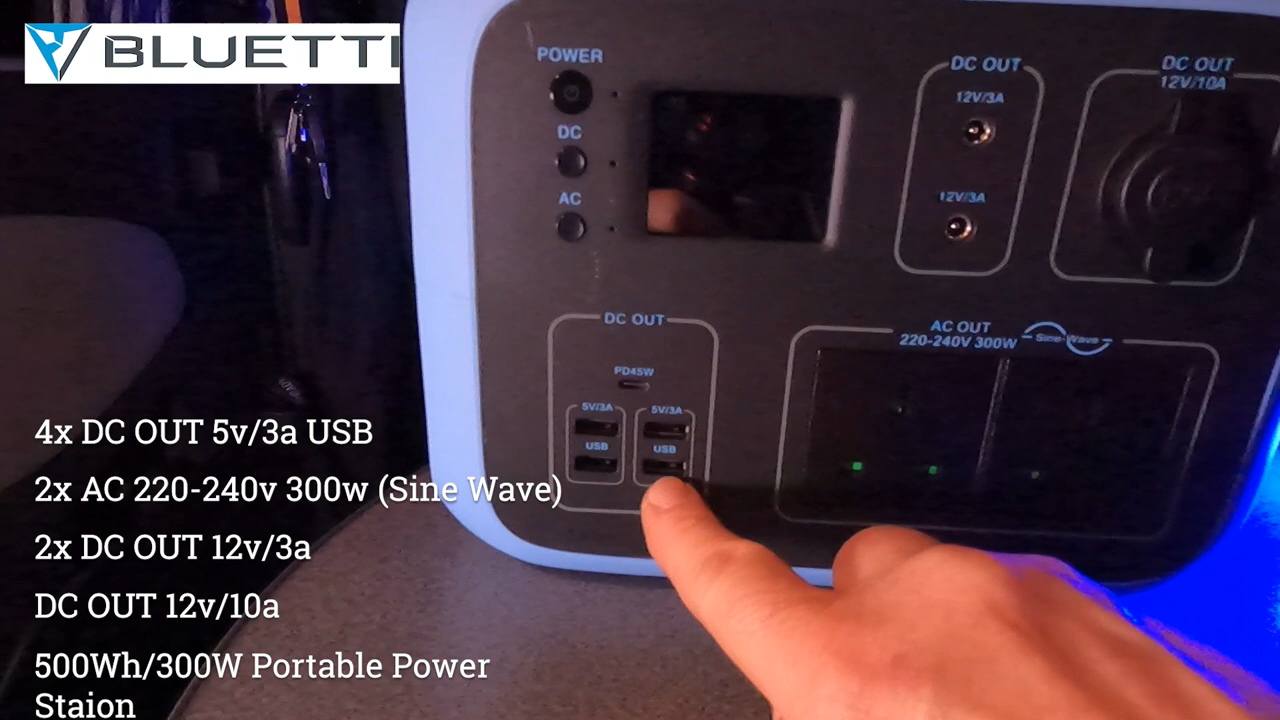 BLUETTI
POWER
DC
AC
DC OUT
12V/3A
12V/3A
DC OUT
12V/10A
DC OUT
PD45W
5V/3A
5V/3A
USB
USB
AC OUT
220-240V 300W
Sine-Wave
4x DC OUT 5v/3a USB
2x AC 220-240v 300w (Sine Wave)
2x DC OUT 12v/3a
DC OUT 12v/10a
500Wh/300W Portable Power
Staion